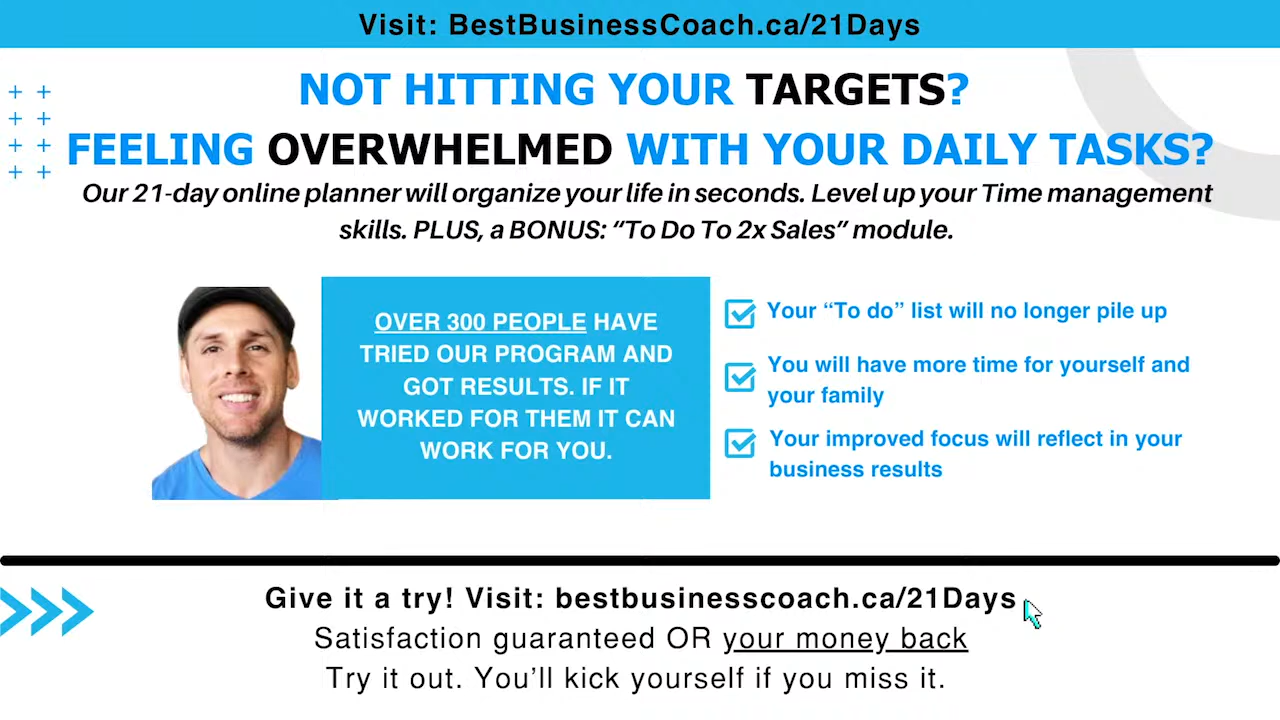 Visit: BestBusinessCoach.ca/21Days
NOT HITTING YOUR TARGETS?
FEELING OVERWHELMED WITH YOUR DAILY TASKS?
Our 21-day online planner will organize your life in seconds. Level up your Time management
skills. PLUS, a BONUS: “To Do To 2x Sales” module.
OVER 300 PEOPLE HAVE
TRIED OUR PROGRAM AND
GOT RESULTS. IF IT
WORKED FOR THEM IT CAN
WORK FOR YOU.
Your “To do” list will no longer pile up
You will have more time for yourself and
your family
Your improved focus will reflect in your
business results
Give it a try! Visit: bestbusinesscoach.ca/21Days
Satisfaction guaranteed OR your money back
Try it out. You’ll kick yourself if you miss it.